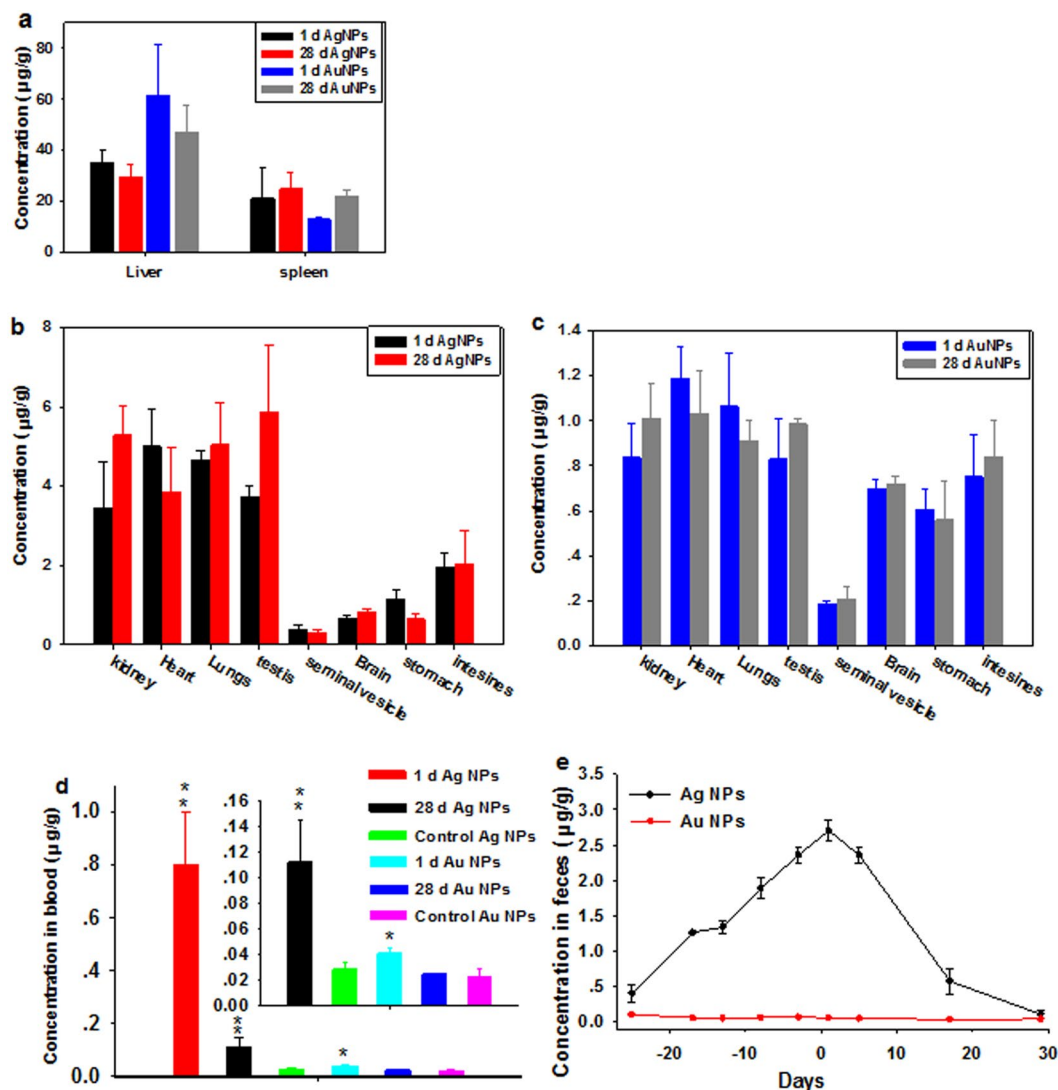 a
Concentration (µg/g)
80
60
40
20
0
1 d AgNPs
28 d AgNPs
1 d AuNPs
28 d AuNPs
Liver
spleen
b
Concentration (µg/g)
8
6
4
2
0
1 d AgNPs
28 d AgNPs
kidney
Heart
Lungs
testis
seminal vesicle
Brain
stomach
intesines
c
Concentration (µg/g)
1.4
1.2
1.0
.8
.6
.4
.2
0.0
1 d AuNPs
28 d AuNPs
kidney
Heart
Lungs
testis
seminal vesicle
Brain
stomach
intesines
d
Concentration in blood (µg/g)
1.0
.8
.6
.4
.2
0.0
**
**
*
.16
.14
.12
.10
.08
.06
.04
.02
0.00
**
*
1 d Ag NPs
28 d Ag NPs
Control Ag NPs
1 d Au NPs
28 d Au NPs
Control Au NPs
e
Concentration in feces (µg/g)
3.5
3.0
2.5
2.0
1.5
1.0
.5
0.0
Ag NPs
Au NPs
-20
-10
0
10
20
30
Days